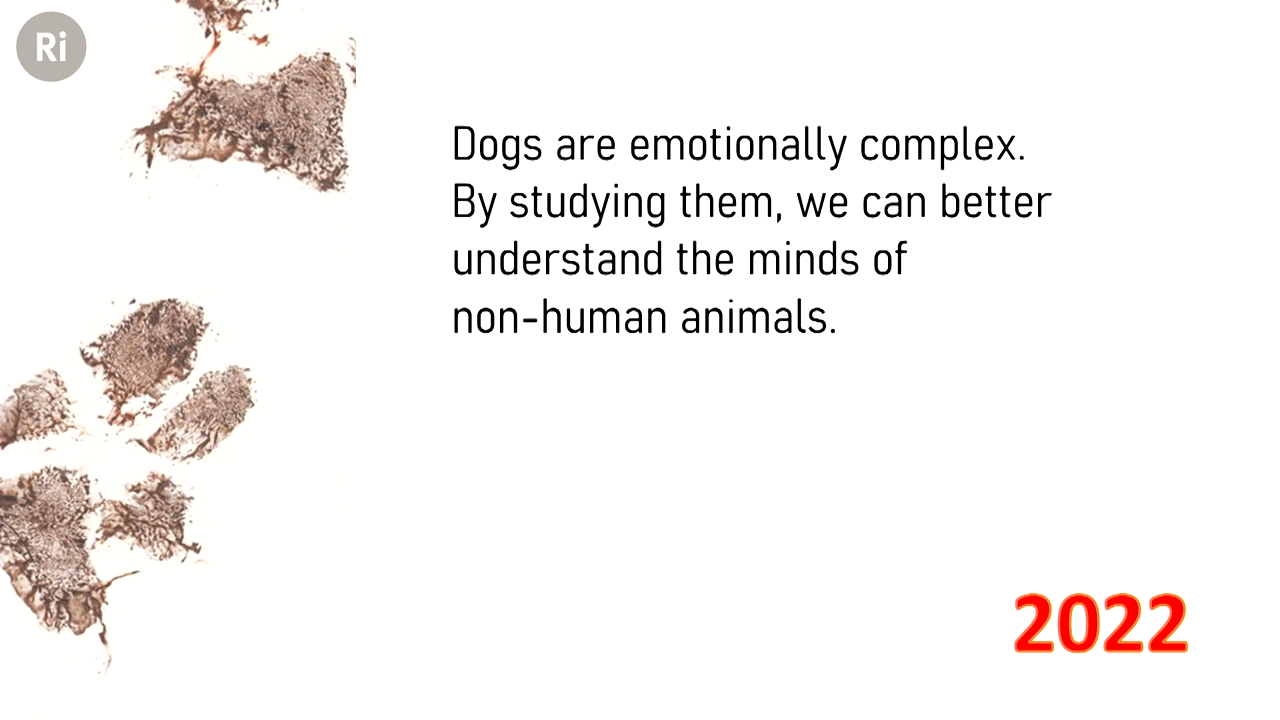 Ri
Dogs are emotionally complex.
By studying them, we can better
understand the minds of
non-human animals.
2022